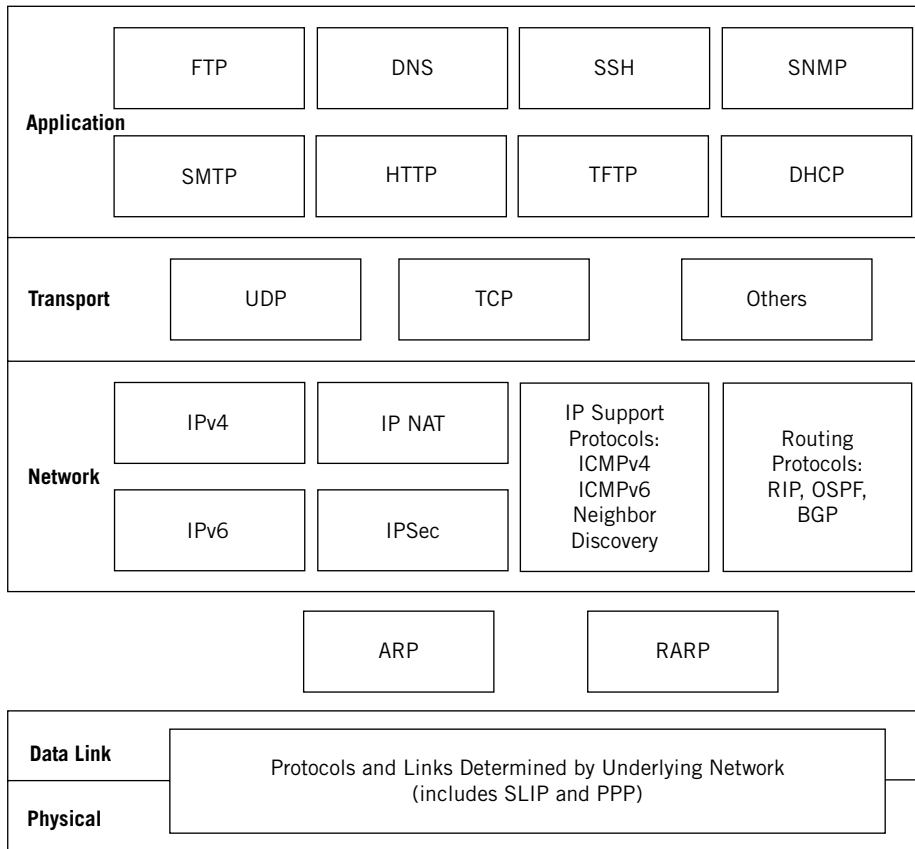 FTP DNS SSH SNMP
Application
SMTP HTTP TFTP DHCP
Transport
UDP TCP Others
Network
IPv4 IP NAT
IPv6 IPSec
IP Support
Protocols:
ICMPv4
ICMPv6
Neighbor
Discovery
Routing
Protocols:
RIP, OSPF,
BGP
ARP RARP
Data Link
Physical
Protocols and Links Determined by Underlying Network
(includes SLIP and PPP)